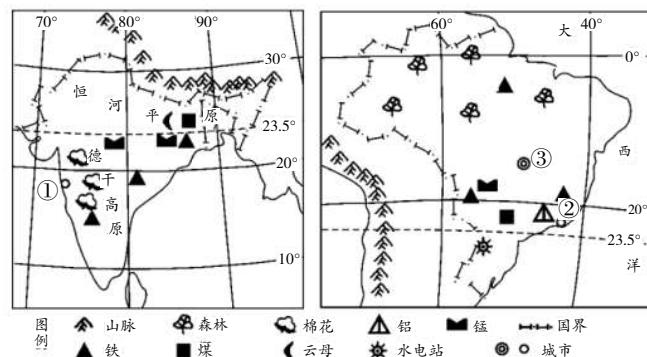 70° 80° 90°
30°
恒河平原
23.5°
德干高原
20°
①
10°
60° 大 40°
0°
西
③
②
20°
23.5°
洋
图例 山脉 森林 棉花 铝 锰 国界
铁 煤 云母 水电站 城市